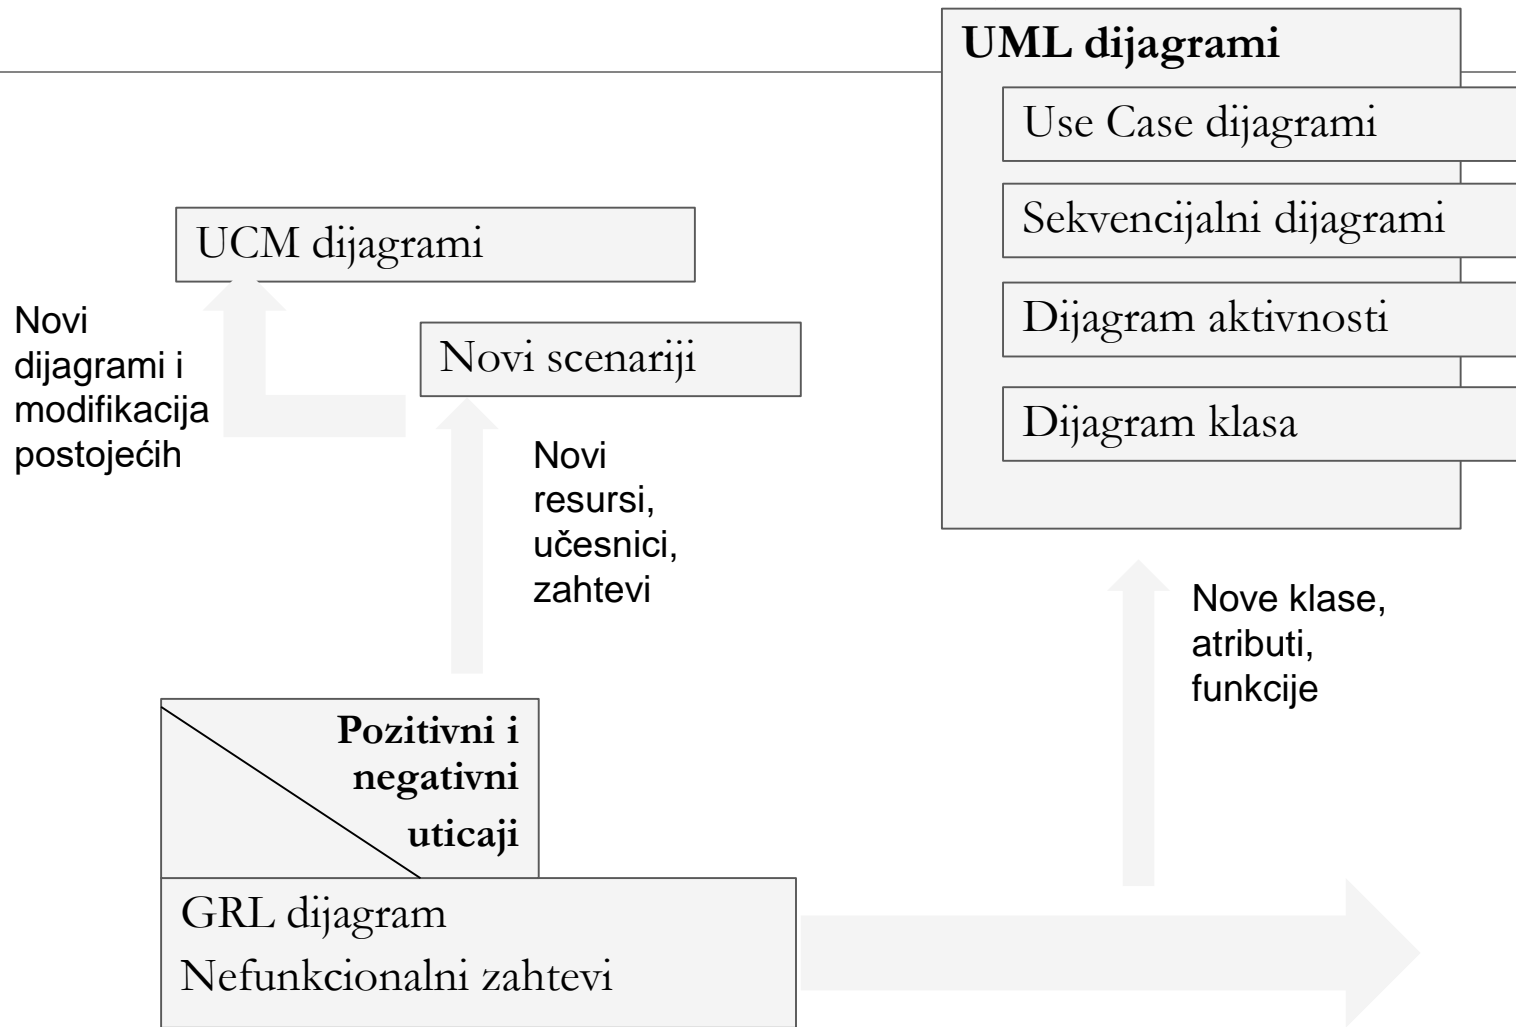 UML dijagrami
Use Case dijagrami
Sekvencijalni dijagrami
Dijagram aktivnosti
Dijagram klasa
UCM dijagrami
Novi
dijagrami i
modifikacija
postojećih
Novi scenariji
Novi
resursi,
učesnici,
zahtevi
Nove klase,
atributi,
funkcije
Pozitivni i
negativni
uticaji
GRL dijagram
Nefunkcionalni zahtevi